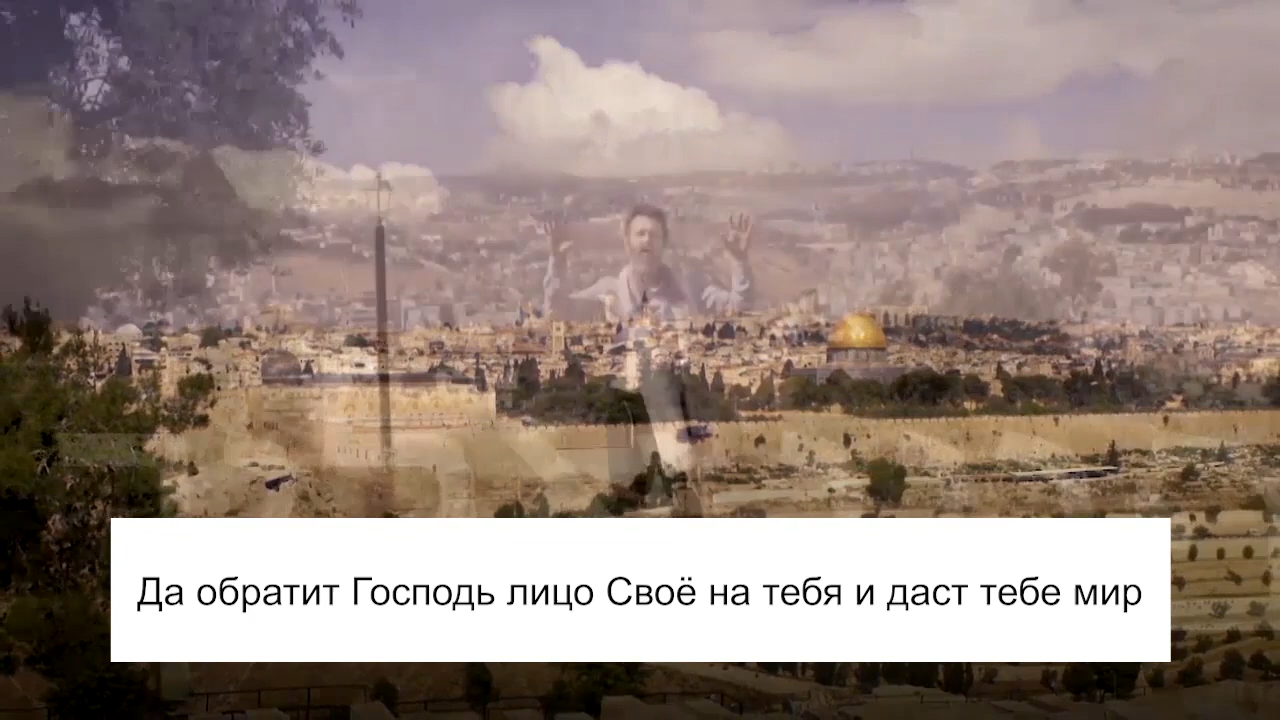 Да обратит Господь лицо Своё на тебя и даст тебе мир